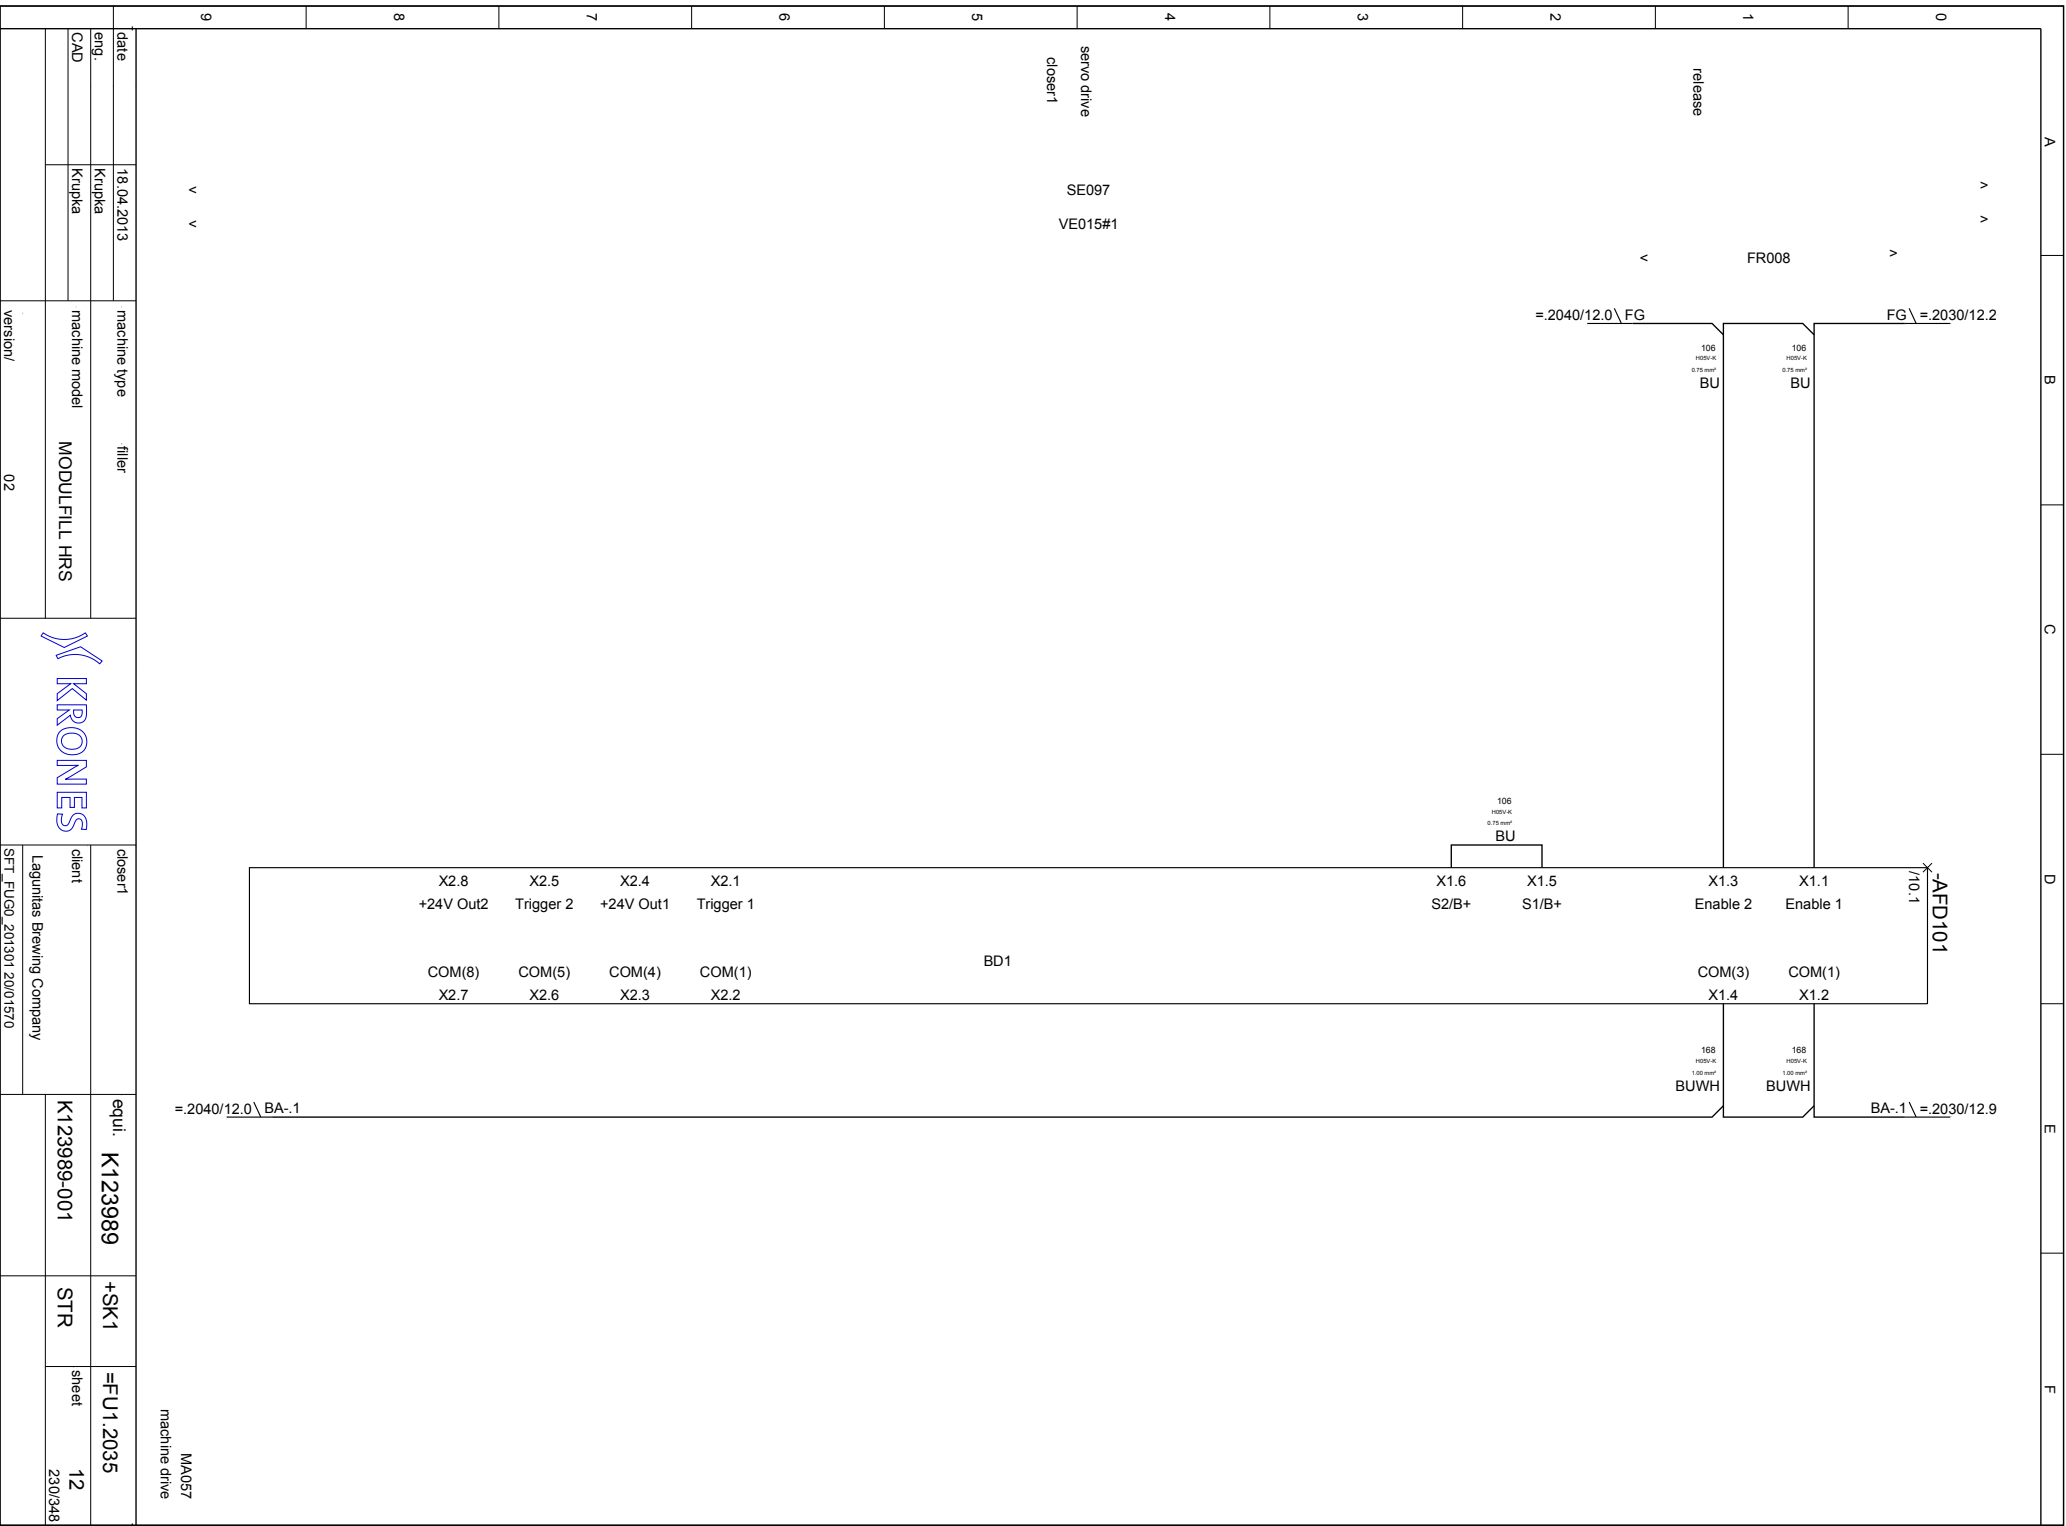 9 8 7 6 5 4 3 2 1 0
A
B
C
D
E
F
release
servo drive
closer1
< SE097 >
< VE015#1 >
< FR008 >
=.2040/12.0 \ FG
FG \ =.2030/12.2
106 106
H05V-K H05V-K
0.75 mm² 0.75 mm²
BU BU
106
H05V-K
0.75 mm²
BU
-AFD101
/10.1
X2.8 X2.5 X2.4 X2.1 X1.6 X1.5 X1.3 X1.1
+24V Out2 Trigger 2 +24V Out1 Trigger 1 S2/B+ S1/B+ Enable 2 Enable 1
BD1
COM(8) COM(5) COM(4) COM(1) COM(3) COM(1)
X2.7 X2.6 X2.3 X2.2 X1.4 X1.2
168 168
H05V-K H05V-K
1.00 mm² 1.00 mm²
BUWH BUWH
=.2040/12.0 \ BA-.1
BA-.1 \ =.2030/12.9
MA057
machine drive
date 18.04.2013
eng. Krupka
CAD Krupka
machine type filler
machine model MODULFILL HRS
version/ 02
KRONES
closer1
client
Lagunitas Brewing Company
SFT_FUG0_201301 20/01570
equi. K123989
K123989-001
+SK1
STR
=FU1.2035
sheet 12
230/348